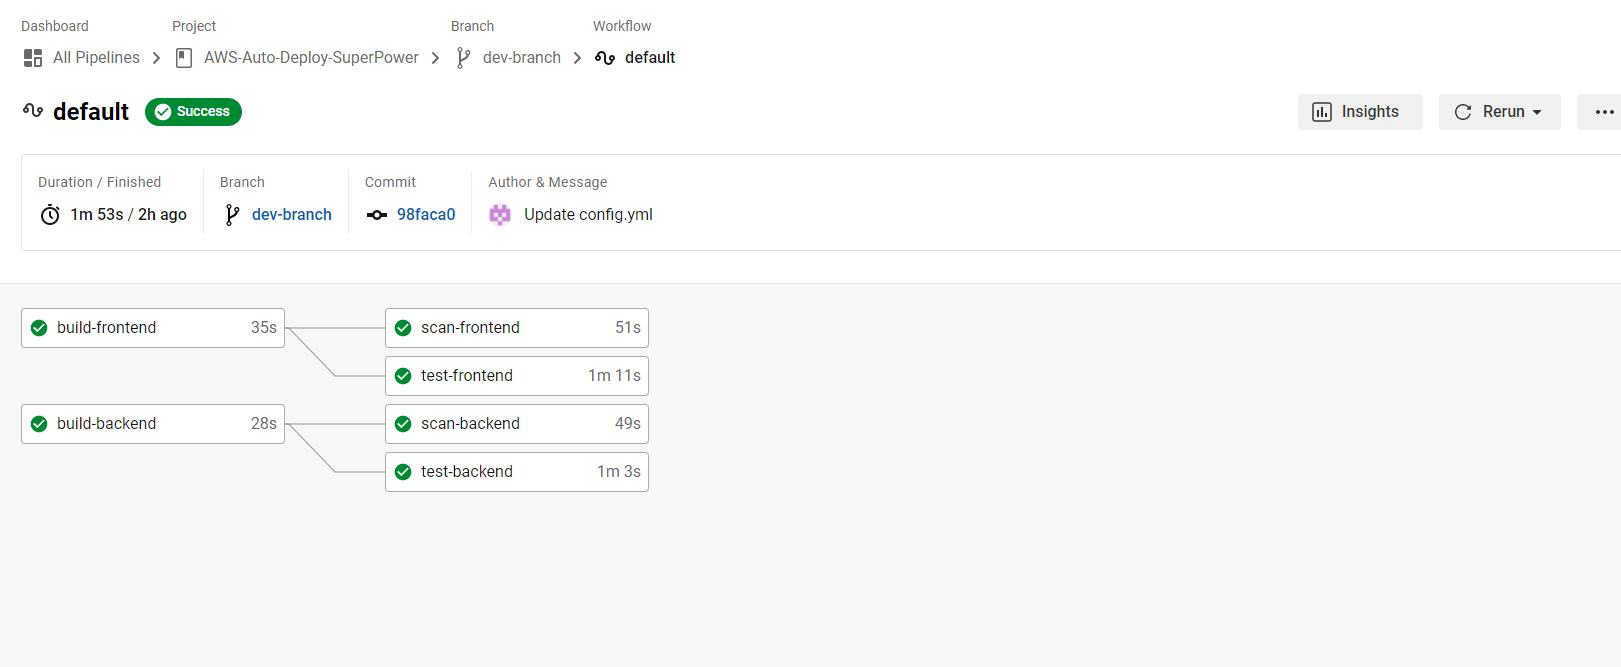 Dashboard Project Branch Workflow
All Pipelines AWS-Auto-Deploy-SuperPower dev-branch default
default Success Insights Rerun
Duration / Finished Branch Commit Author & Message
1m 53s / 2h ago dev-branch 98faca0 Update config.yml
build-frontend 35s scan-frontend 51s
test-frontend 1m 11s
build-backend 28s scan-backend 49s
test-backend 1m 3s